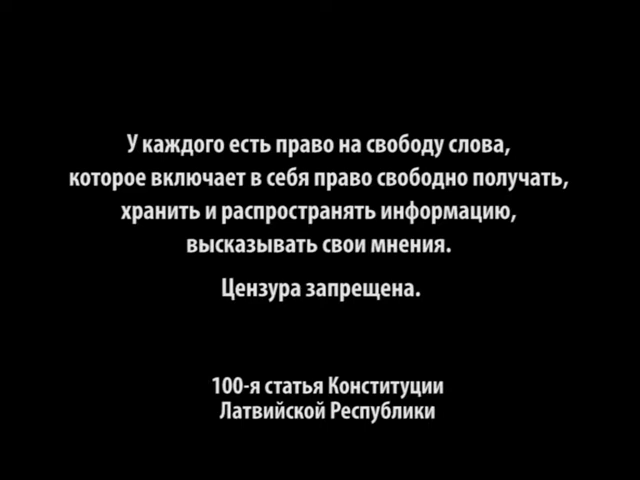 У каждого есть право на свободу слова,
которое включает в себя право свободно получать,
хранить и распространять информацию,
высказывать свои мнения.
Цензура запрещена.
100-я статья Конституции
Латвийской Республики